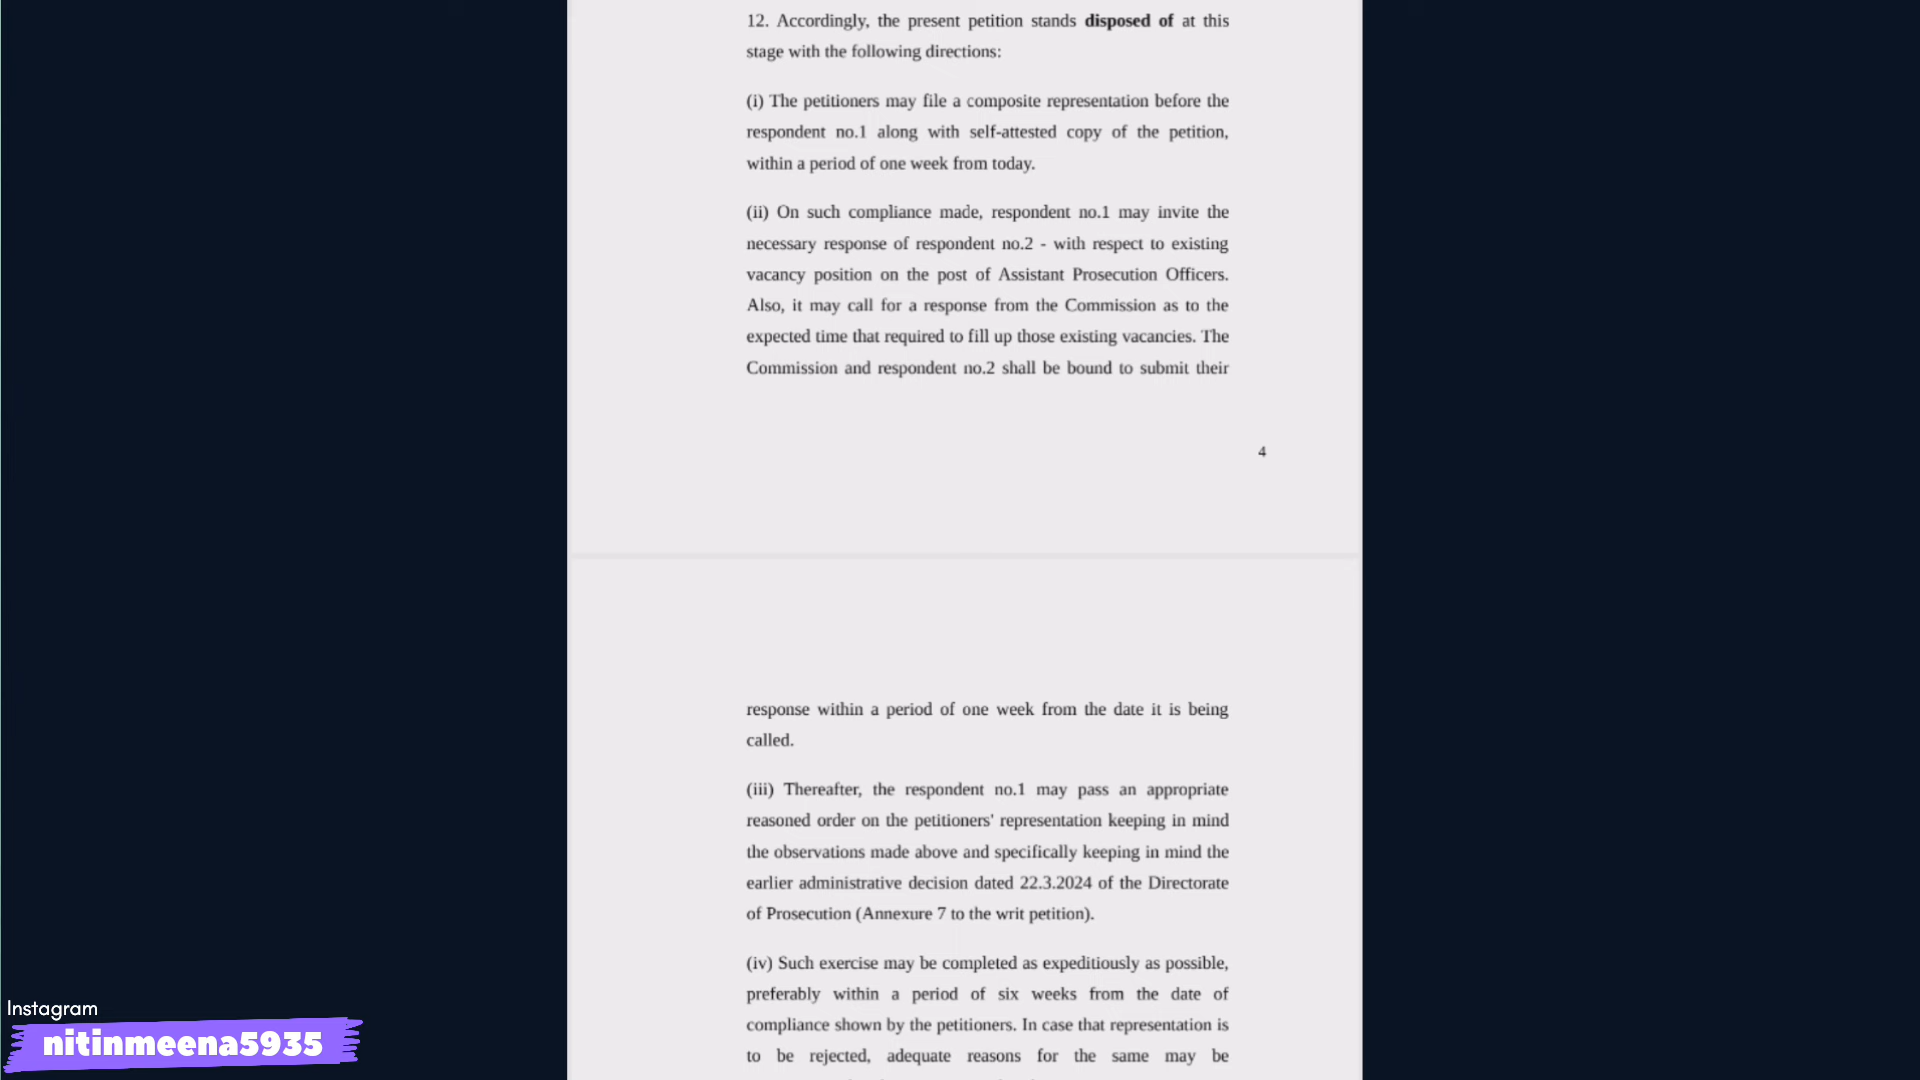 12. Accordingly, the present petition stands disposed of at this
stage with the following directions:
(i) The petitioners may file a composite representation before the
respondent no.1 along with self-attested copy of the petition,
within a period of one week from today.
(ii) On such compliance made, respondent no.1 may invite the
necessary response of respondent no.2 - with respect to existing
vacancy position on the post of Assistant Prosecution Officers.
Also, it may call for a response from the Commission as to the
expected time that required to fill up those existing vacancies. The
Commission and respondent no.2 shall be bound to submit their
4
response within a period of one week from the date it is being
called.
(iii) Thereafter, the respondent no.1 may pass an appropriate
reasoned order on the petitioners' representation keeping in mind
the observations made above and specifically keeping in mind the
earlier administrative decision dated 22.3.2024 of the Directorate
of Prosecution (Annexure 7 to the writ petition).
(iv) Such exercise may be completed as expeditiously as possible,
preferably within a period of six weeks from the date of
compliance shown by the petitioners. In case that representation is
to be rejected, adequate reasons for the same may be
Instagram
nitinmeena5935